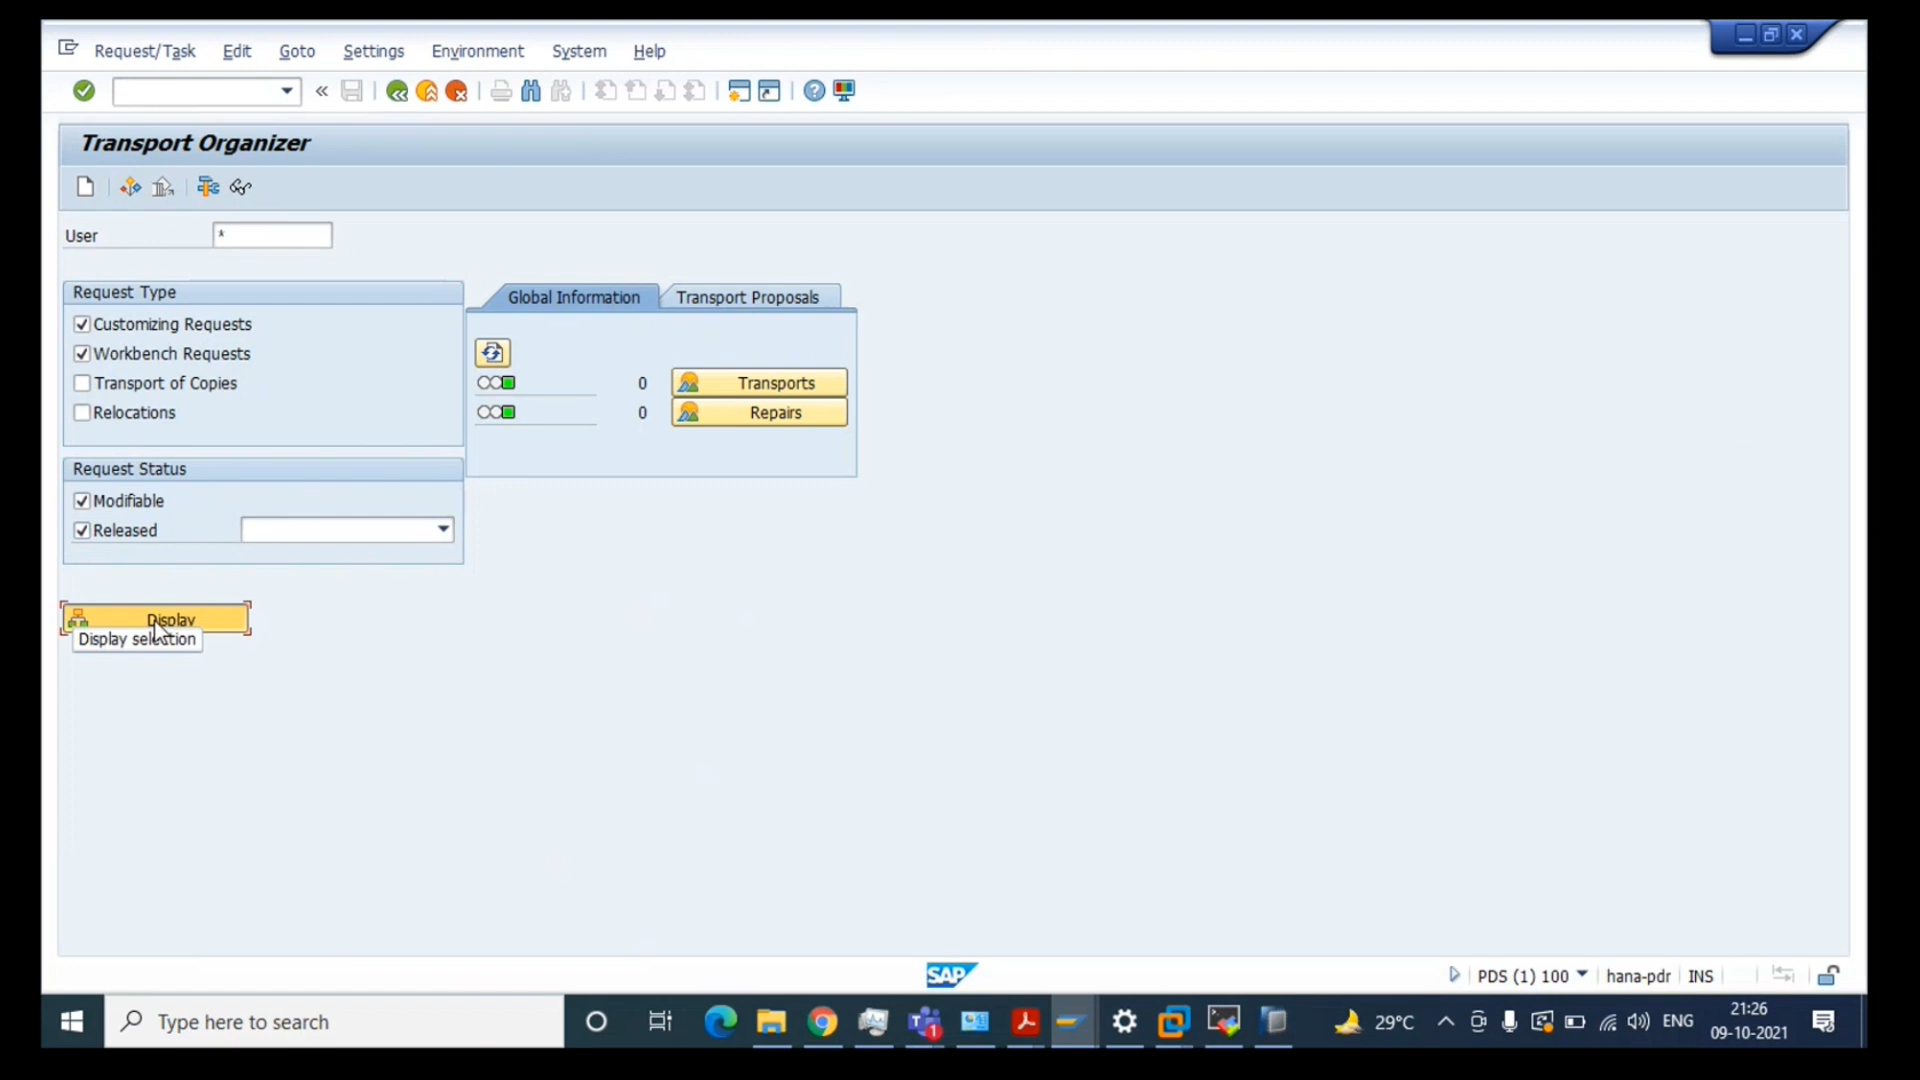 Request/Task Edit Goto Settings Environment System Help
«
Transport Organizer
User *
Request Type
Customizing Requests
Workbench Requests
Transport of Copies
Relocations
Global Information Transport Proposals
0 Transports
0 Repairs
Request Status
Modifiable
Released
Display
Display selection
SAP
PDS (1) 100 hana-pdr INS
Type here to search
1
29°C ENG
21:26
09-10-2021